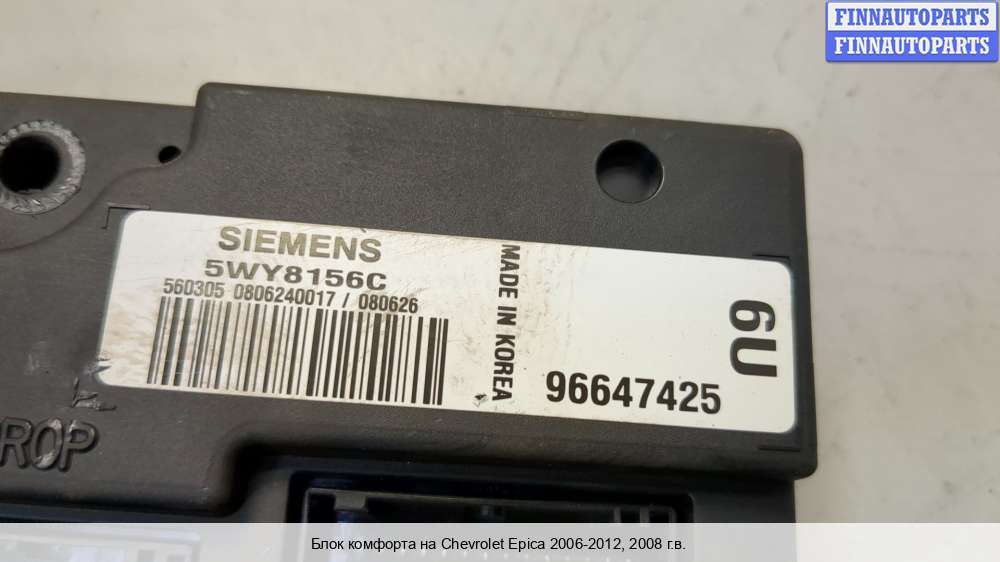 FINNAUTOPARTS
FINNAUTOPARTS
SIEMENS
5WY8156C
560305 0806240017 / 080626
MADE IN KOREA
6U
96647425
ROP
Блок комфорта на Chevrolet Epica 2006-2012, 2008 г.в.